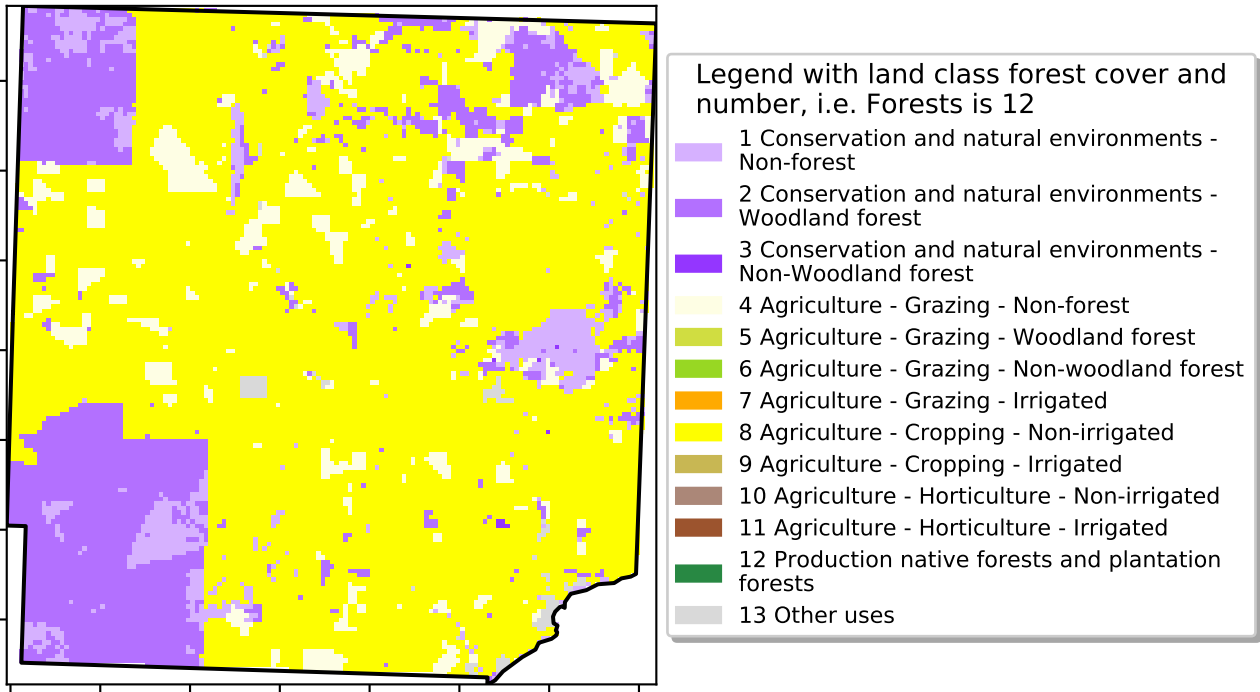 Legend with land class forest cover and
number, i.e. Forests is 12
1 Conservation and natural environments -
Non-forest
2 Conservation and natural environments -
Woodland forest
3 Conservation and natural environments -
Non-Woodland forest
4 Agriculture - Grazing - Non-forest
5 Agriculture - Grazing - Woodland forest
6 Agriculture - Grazing - Non-woodland forest
7 Agriculture - Grazing - Irrigated
8 Agriculture - Cropping - Non-irrigated
9 Agriculture - Cropping - Irrigated
10 Agriculture - Horticulture - Non-irrigated
11 Agriculture - Horticulture - Irrigated
12 Production native forests and plantation
forests
13 Other uses